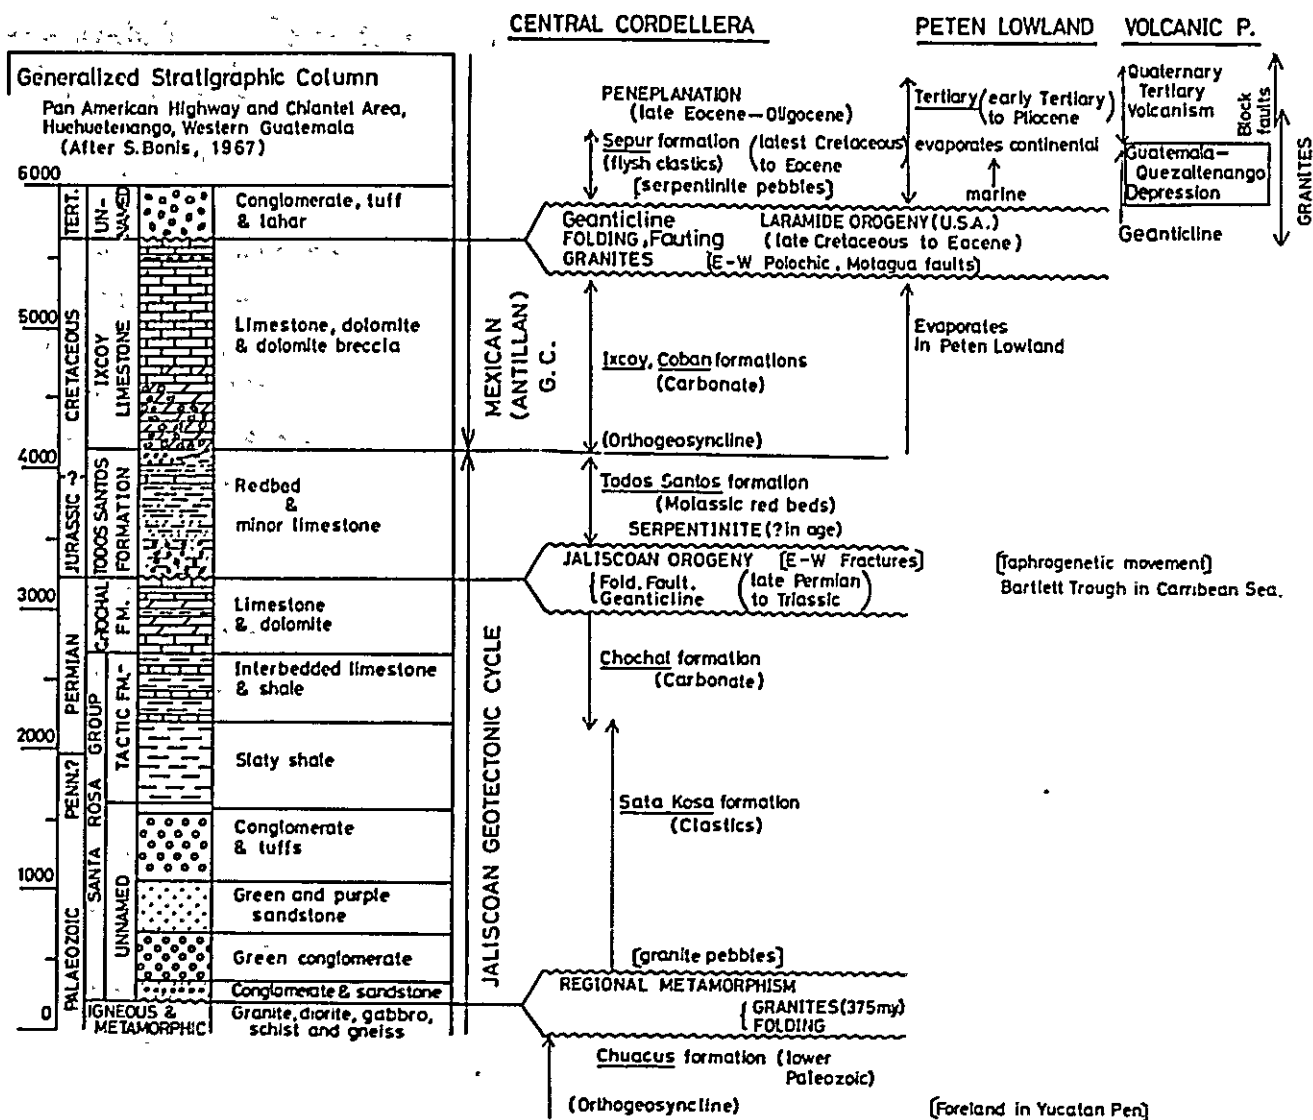 CENTRAL CORDELLERA
PETEN LOWLAND
VOLCANIC P.
Generalized Stratigraphic Column
Pan American Highway and Chiantel Area,
Huehuetenango, Western Guatemala
(After S. Bonis, 1967)
6000
5000
4000
3000
2000
1000
0
TERT.
CRETACEOUS
JURASSIC ?
PERMIAN
PENN.?
PALAEOZOIC
UN-
NAMED
IXCOY
LIMESTONE
TODOS SANTOS
FORMATION
CHOCHAL
FM.
SANTA ROSA GROUP
TACTIC FM.-
UNNAMED
IGNEOUS &
METAMORPHIC
Conglomerate, tuff
& lahar
Limestone, dolomite
& dolomite breccia
Redbed
&
minor limestone
Limestone
& dolomite
Interbedded limestone
& shale
Slaty shale
Conglomerate
& tuffs
Green and purple
sandstone
Green conglomerate
Conglomerate & sandstone
Granite, diorite, gabbro,
schist and gneiss
MEXICAN
(ANTILLAN)
G. C.
JALISCOAN GEOTECTONIC CYCLE
PENEPLANATION
(late Eocene—Oligocene)
Sepur formation (latest Cretaceous
(flysh clastics) to Eocene)
[serpentinite pebbles]
Geanticline LARAMIDE OROGENY (U.S.A.)
FOLDING, Fauting (late Cretaceous to Eocene)
GRANITES [E-W Polochic, Motagua faults]
Ixcoy, Coban formations
(Carbonate)
(Orthogeosyncline)
Todos Santos formation
(Molassic red beds)
SERPENTINITE (? in age)
JALISCOAN OROGENY [E-W Fractures]
Fold. Fault. (late Permian
Geanticline to Triassic)
Chochal formation
(Carbonate)
Sata Kosa formation
(Clastics)
[granite pebbles]
REGIONAL METAMORPHISM
GRANITES (375my)
FOLDING
Chuacus formation (lower
Paleozoic)
(Orthogeosyncline)
Tertiary (early Tertiary
to Pliocene)
evaporates continental
marine
Evaporates
in Peten Lowland
[Taphrogenetic movement]
Bartlett Trough in Carribean Sea.
[Foreland in Yucatan Pen]
Quaternary
Tertiary
Volcanism
Guatemala—
Quezaltenango
Depression
Geanticline
Block
faults
GRANITES